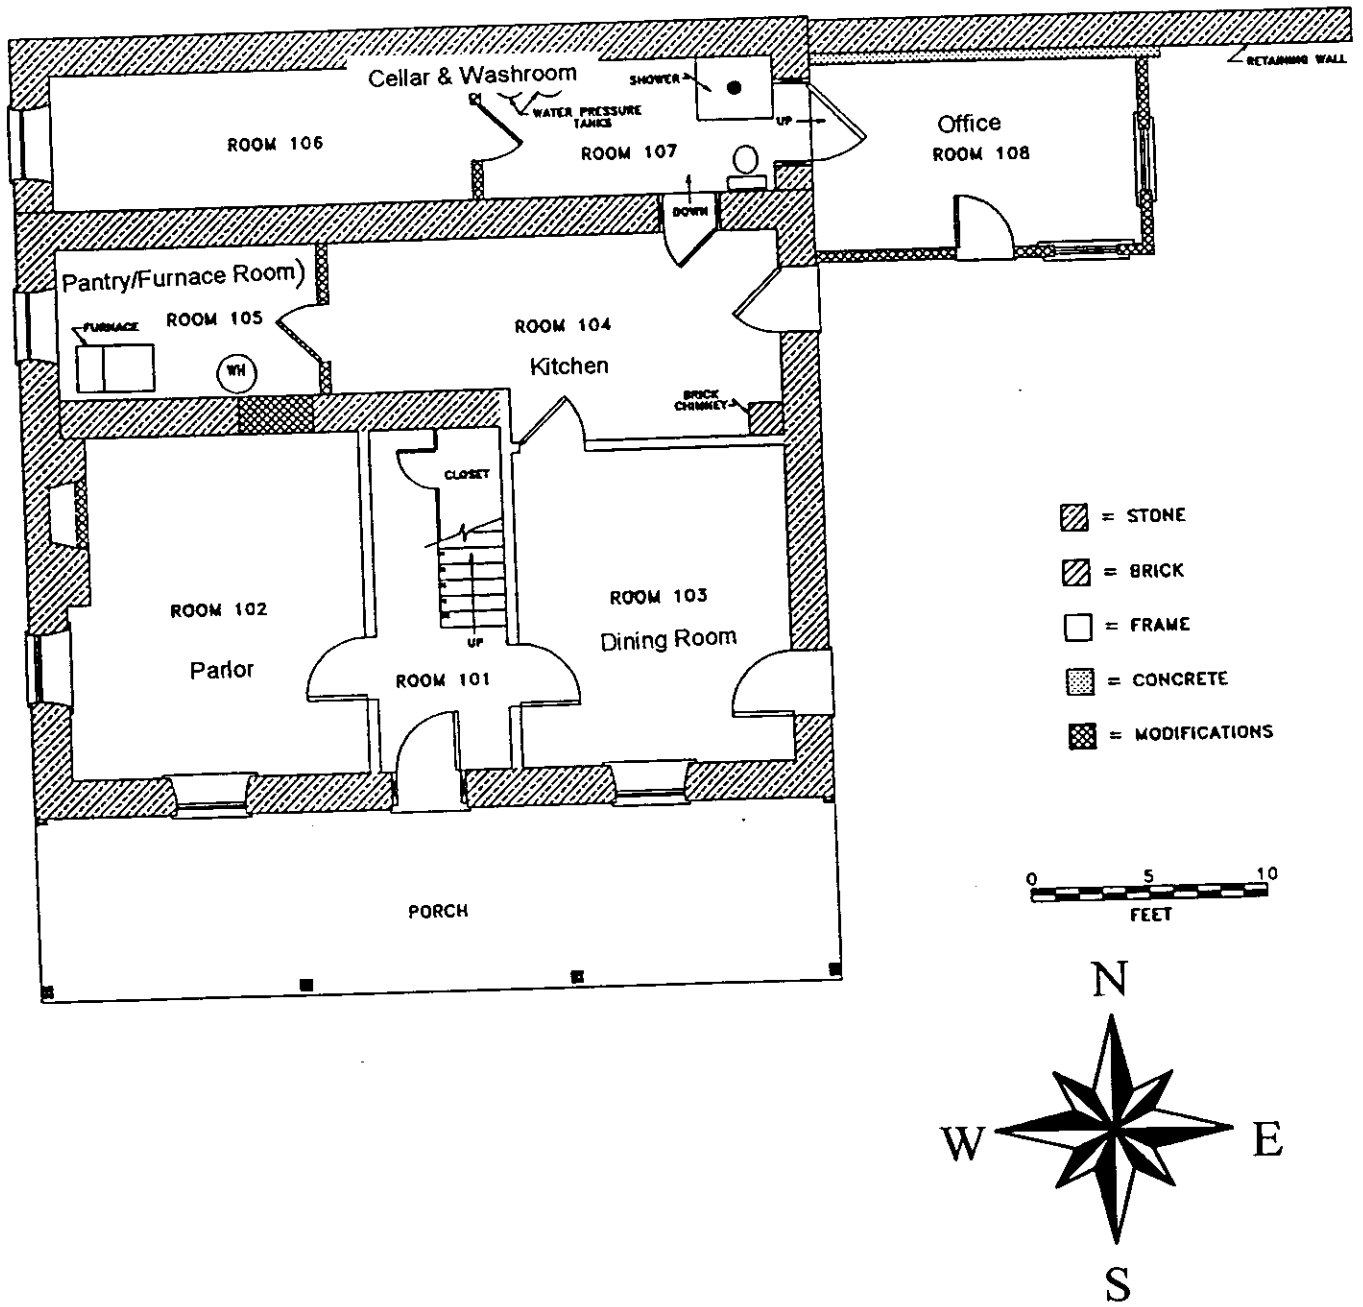 RETAINING WALL
Cellar & Washroom
SHOWER
WATER PRESSURE
TANKS
UP
Office
ROOM 106
ROOM 107
ROOM 108
DOWN
Pantry/Furnace Room)
ROOM 105
FURNACE
WH
ROOM 104
Kitchen
BRICK
CHIMNEY
CLOSET
= STONE
= BRICK
= FRAME
= CONCRETE
= MODIFICATIONS
ROOM 102
Parlor
UP
ROOM 101
ROOM 103
Dining Room
0 5 10
FEET
PORCH
N
W E
S